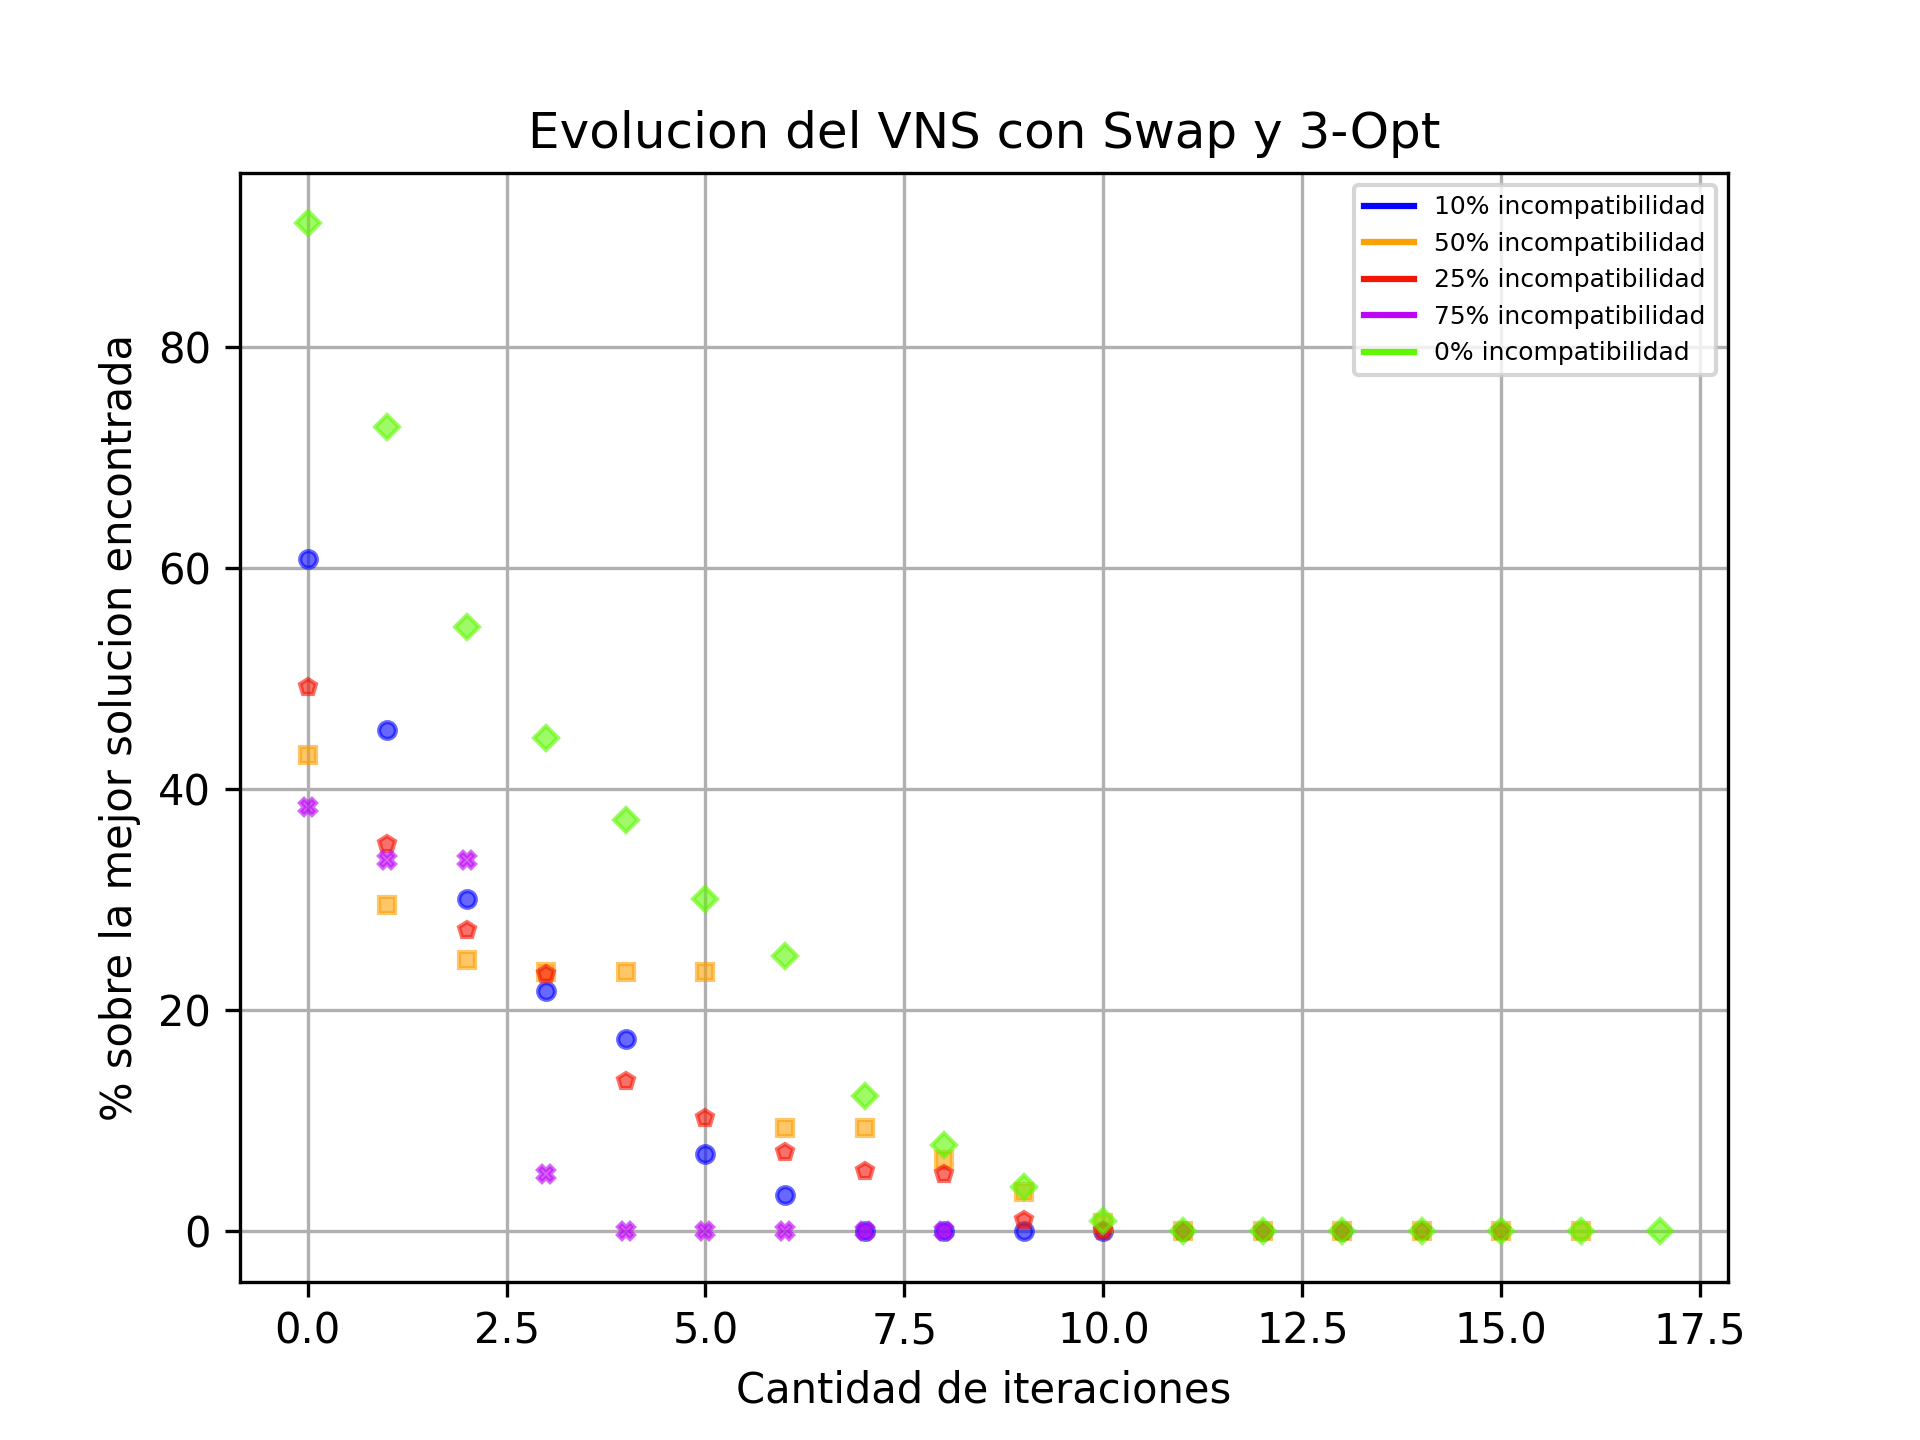 Evolucion del VNS con Swap y 3-Opt
10% incompatibilidad
50% incompatibilidad
25% incompatibilidad
75% incompatibilidad
0% incompatibilidad
% sobre la mejor solucion encontrada
80
60
40
20
0
0.0 2.5 5.0 7.5 10.0 12.5 15.0 17.5
Cantidad de iteraciones